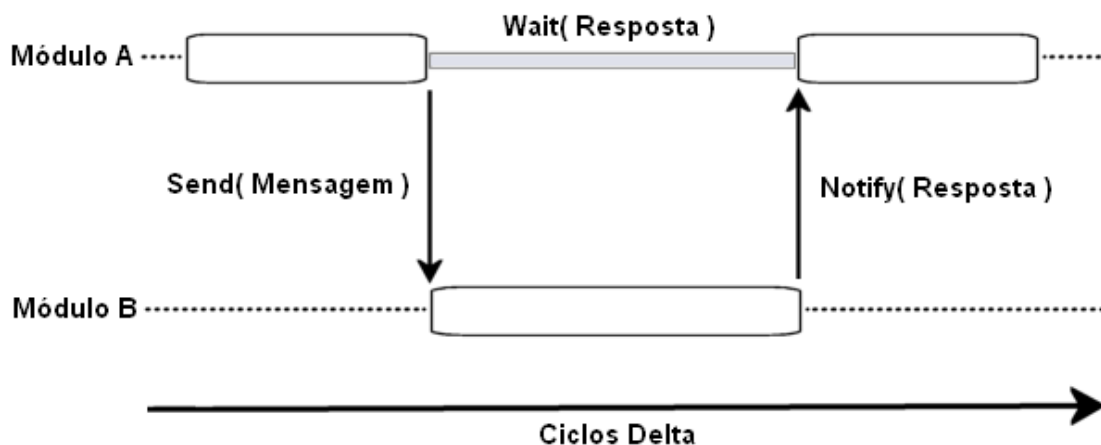 Wait( Resposta )
Módulo A
Send( Mensagem )
Notify( Resposta )
Módulo B
Ciclos Delta